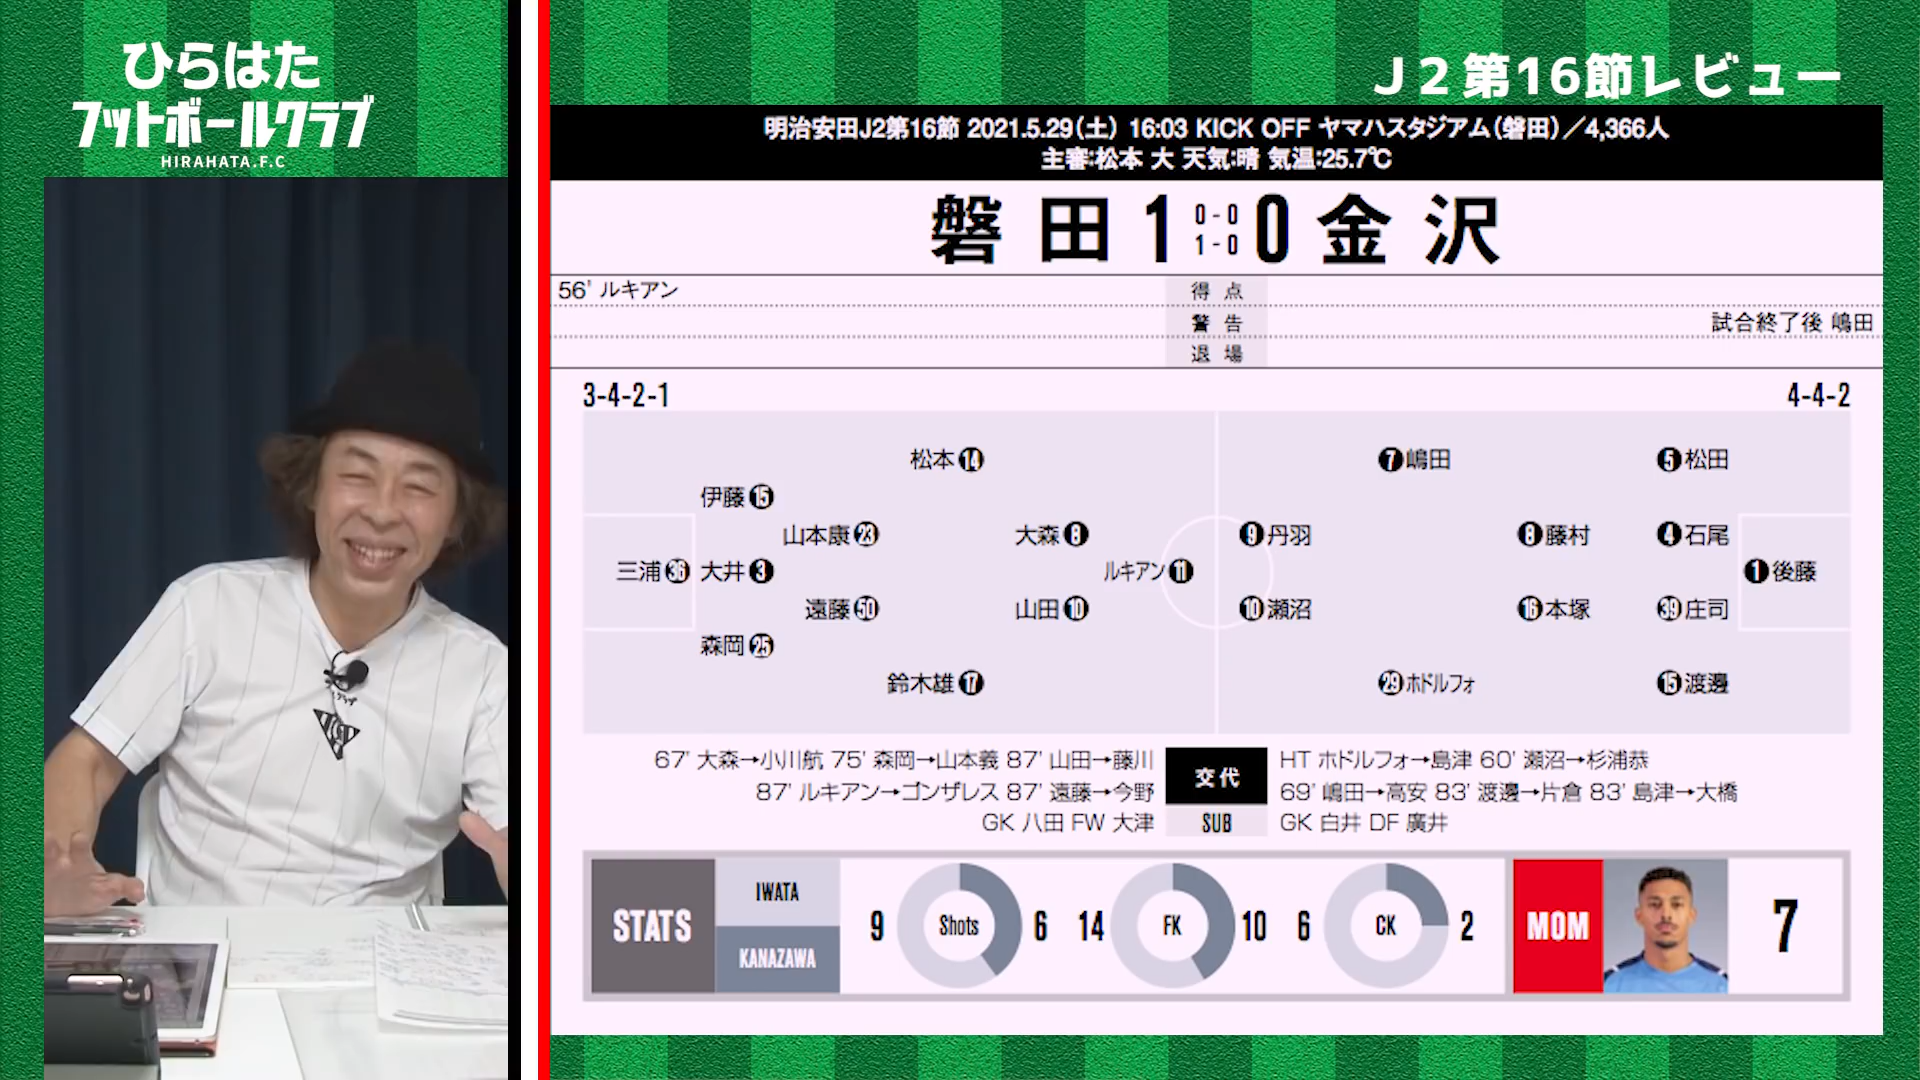 ひらはた
フットボールクラブ
HIRAHATA.F.C
J2第16節レビュー
明治安田J2第16節 2021.5.29(土) 16:03 KICK OFF ヤマハスタジアム(磐田)/4,366人
主審:松本 大 天気:晴 気温:25.7℃
磐田 1 0-0 0 金沢
1-0
56' ルキアン 得点
警告 試合終了後 嶋田
退場
3-4-2-1 4-4-2
松本 14 7 嶋田 5 松田
伊藤 15
山本康 23 大森 8 9 丹羽 8 藤村 4 石尾
三浦 36 大井 3 ルキアン 11 1 後藤
遠藤 50 山田 10 10 瀬沼 16 本塚 39 庄司
森岡 25
鈴木雄 17 29 ホドルフォ 15 渡邊
67' 大森→小川航 75' 森岡→山本義 87' 山田→藤川 交代 HT ホドルフォ→島津 60' 瀬沼→杉浦恭
87' ルキアン→ゴンザレス 87' 遠藤→今野 69' 嶋田→高安 83' 渡邊→片倉 83' 島津→大橋
GK 八田 FW 大津 SUB GK 白井 DF 廣井
STATS IWATA 9 Shots 6 14 FK 10 6 CK 2 MOM 7
KANAZAWA